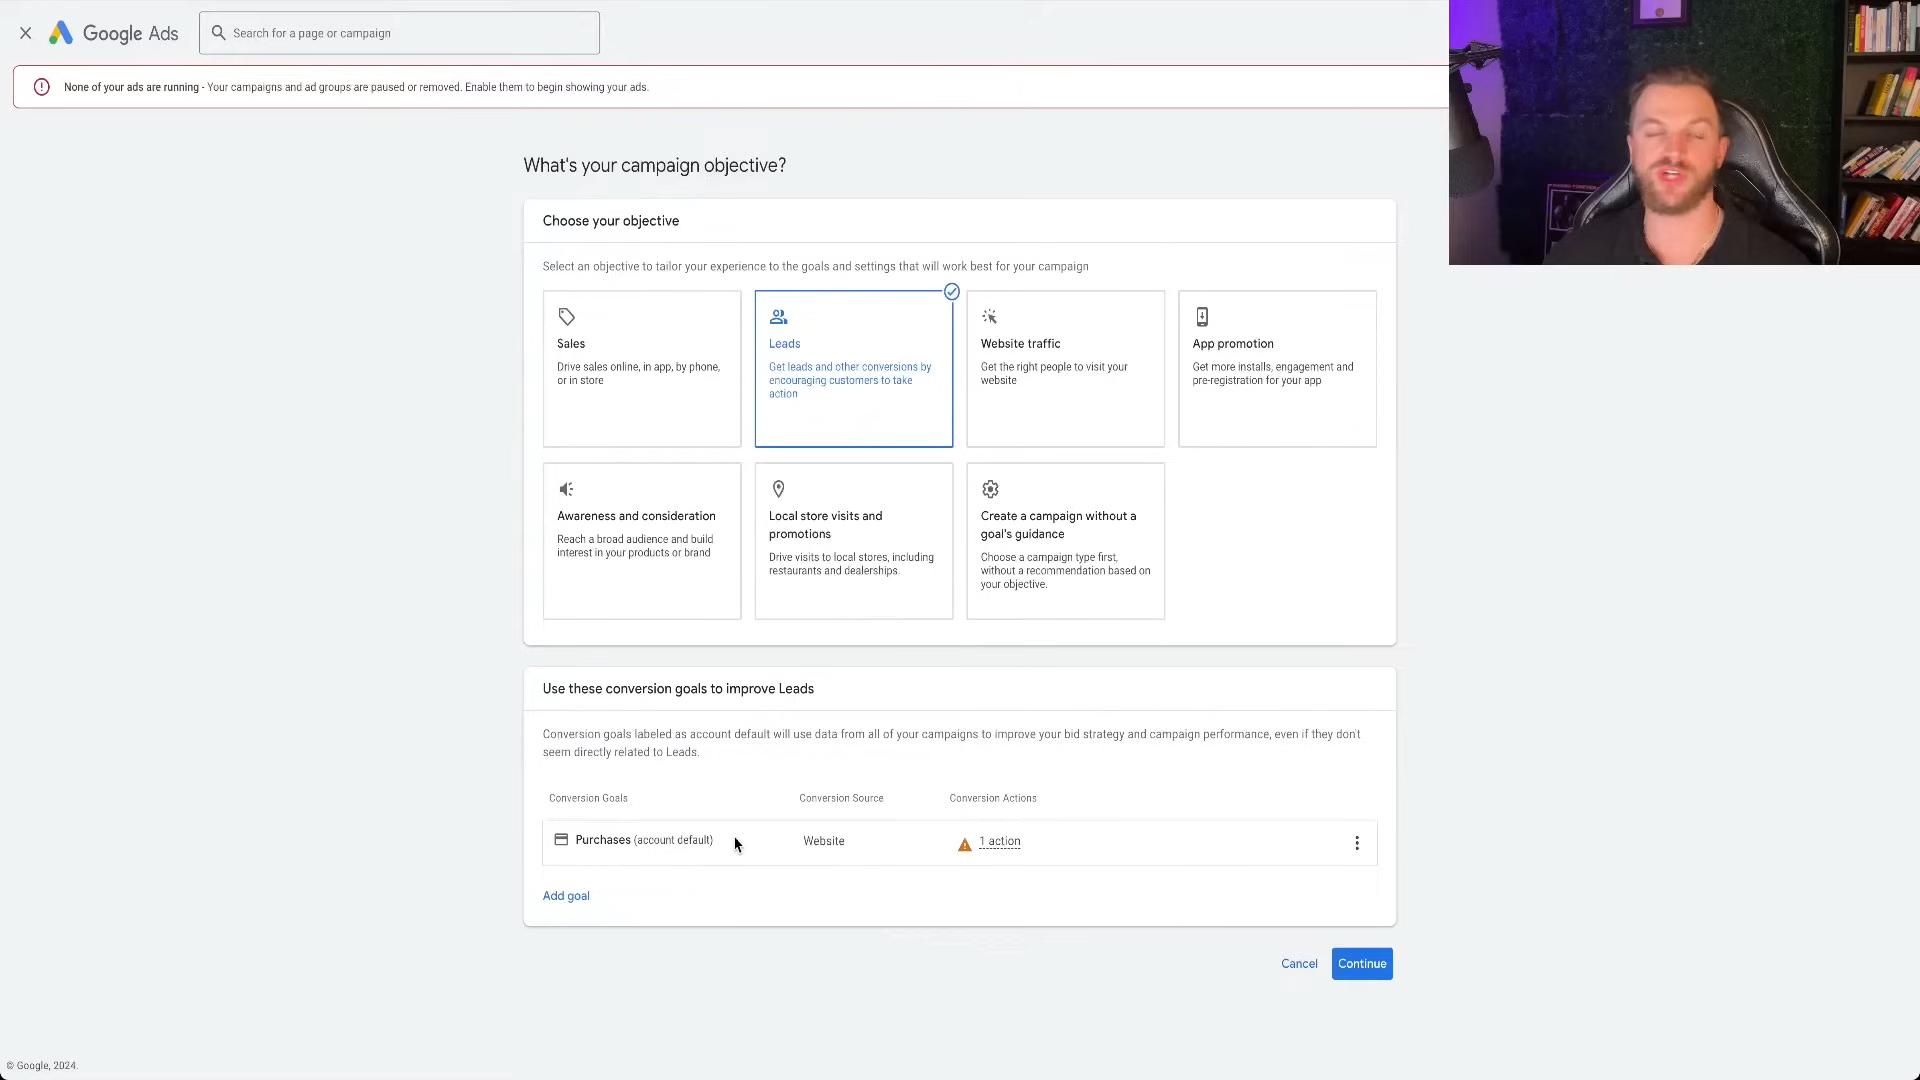 Google Ads
Search for a page or campaign
None of your ads are running - Your campaigns and ad groups are paused or removed. Enable them to begin showing your ads.
What's your campaign objective?
Choose your objective
Select an objective to tailor your experience to the goals and settings that will work best for your campaign
Sales
Drive sales online, in app, by phone,
or in store
Leads
Get leads and other conversions by
encouraging customers to take
action
Website traffic
Get the right people to visit your
website
App promotion
Get more installs, engagement and
pre-registration for your app
Awareness and consideration
Reach a broad audience and build
interest in your products or brand
Local store visits and
promotions
Drive visits to local stores, including
restaurants and dealerships.
Create a campaign without a
goal's guidance
Choose a campaign type first,
without a recommendation based on
your objective.
Use these conversion goals to improve Leads
Conversion goals labeled as account default will use data from all of your campaigns to improve your bid strategy and campaign performance, even if they don't
seem directly related to Leads.
Conversion Goals
Conversion Source
Conversion Actions
Purchases (account default)
Website
1 action
Add goal
Cancel
Continue
© Google, 2024.